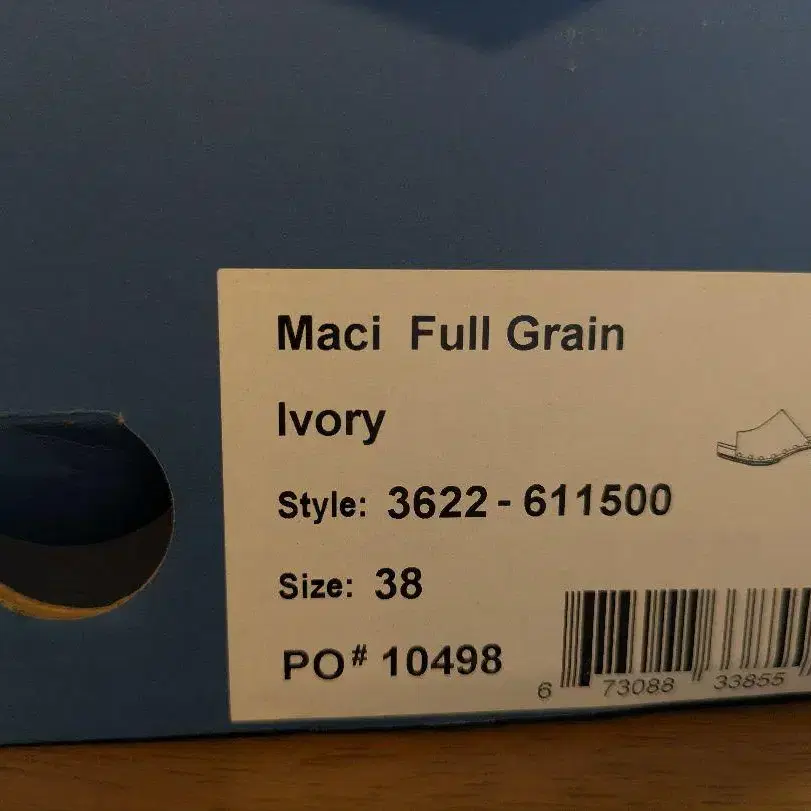 Maci Full Grain
Ivory
Style: 3622-611500
Size: 38
PO# 10498
6 73088 33855